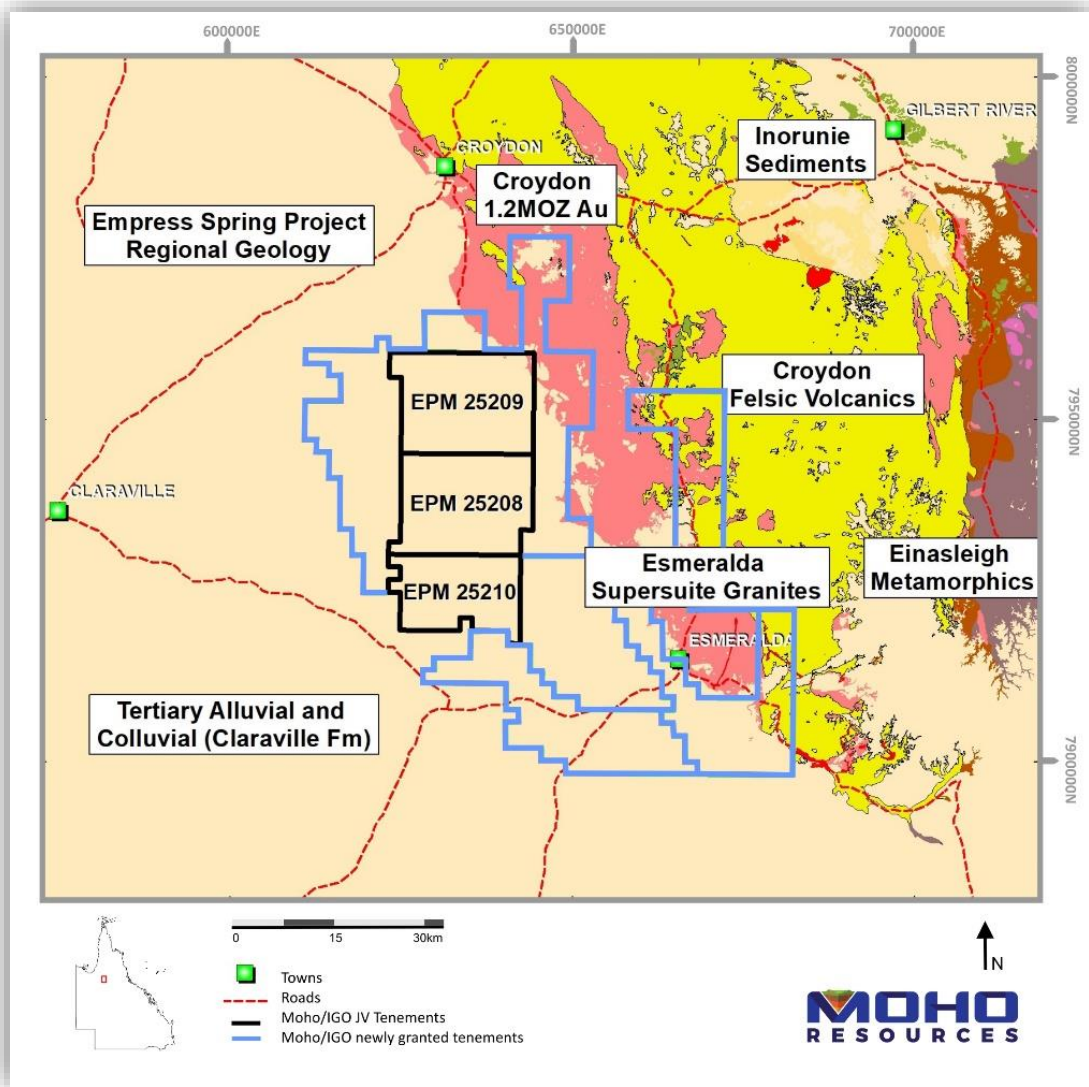 600000E
650000E
700000E
8000000N
GILBERT RIVER
Inorunie
Sediments
CROYDON
Croydon
1.2MOZ Au
Empress Spring Project
Regional Geology
Croydon
Felsic Volcanics
EPM 25209
7950000N
CLARAVILLE
EPM 25208
Esmeralda
Supersuite Granites
Einasleigh
Metamorphics
EPM 25210
ESMERALDA
Tertiary Alluvial and
Colluvial (Claraville Fm)
7900000N
0 15 30km
Towns
Roads
Moho/IGO JV Tenements
Moho/IGO newly granted tenements
N
MOHO
RESOURCES